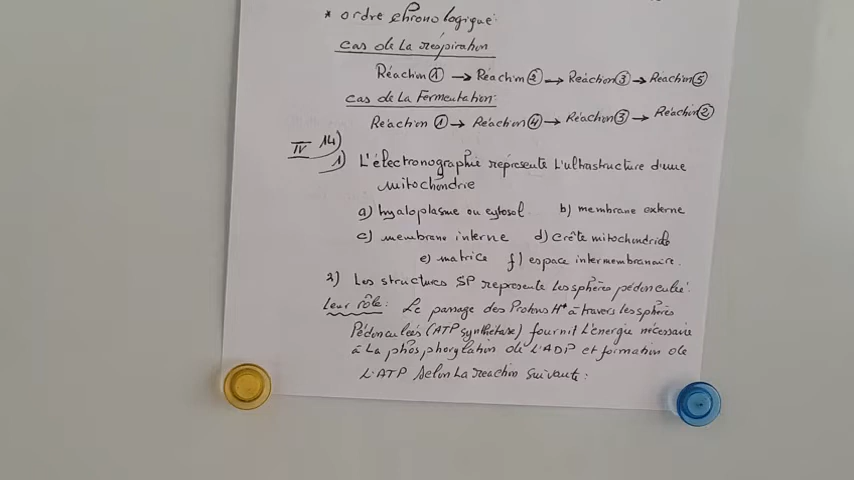 * ordre chronologique:
cas de La respiration
Réaction ① → Réaction ② → Réaction ③ → Réaction ⑤
cas de La Fermentation:
Réaction ① → Réaction ④ → Réaction ③ → Réaction ②
IV 14)
1) L'électronographie représente L'ultrastructure d'une
mitochondrie
a) hyaloplasme ou cytosol b) membrane externe
c) membrane interne d) crête mitochondriale
e) matrice f) espace intermembranaire.
2) Les structures SP représente les sphères pédonculée.
Leur rôle: Le passage des Protons H⁺ à travers les sphères
Pédonculées (ATP synthétase) fournit L'énergie nécessaire
à La phosphorylation de L'ADP et formation de
L'ATP selon La reaction suivante: